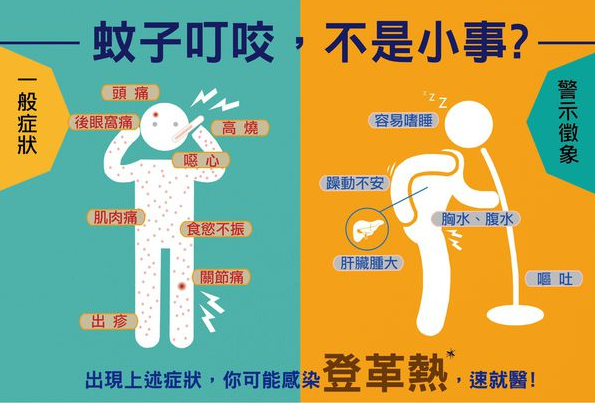 蚊子叮咬，不是小事?
一般症狀
頭痛
後眼窩痛
高燒
噁心
肌肉痛
食慾不振
關節痛
出疹
警示徵象
z z Z
容易嗜睡
躁動不安
胸水、腹水
肝臟腫大
嘔吐
出現上述症狀，你可能感染登革熱，速就醫!